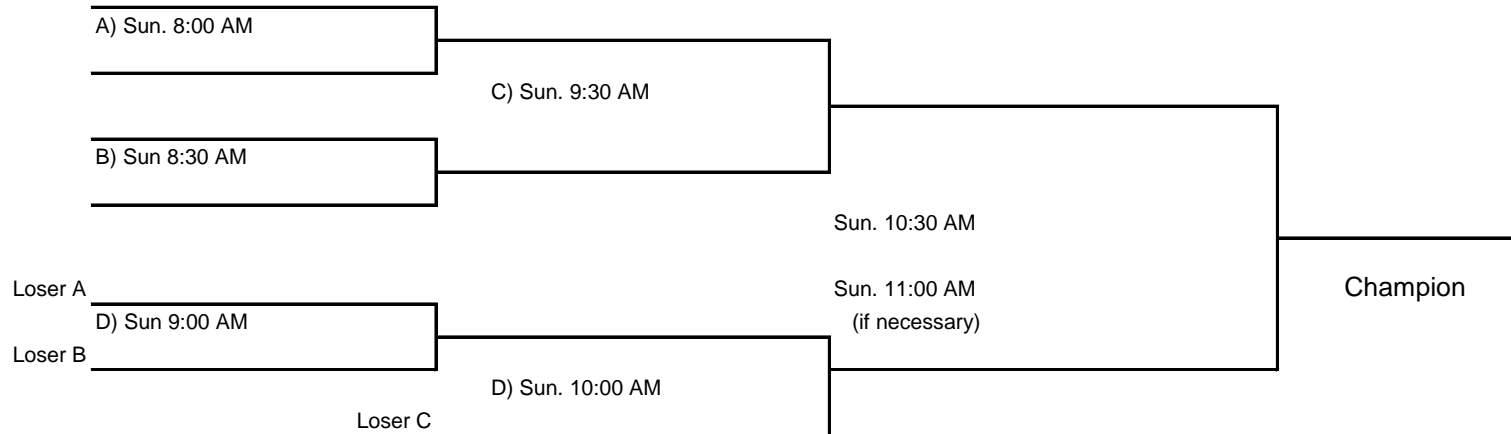 A) Sun. 8:00 AM
C) Sun. 9:30 AM
B) Sun 8:30 AM
Sun. 10:30 AM
Loser A
Sun. 11:00 AM
Champion
D) Sun 9:00 AM
(if necessary)
Loser B
D) Sun. 10:00 AM
Loser C